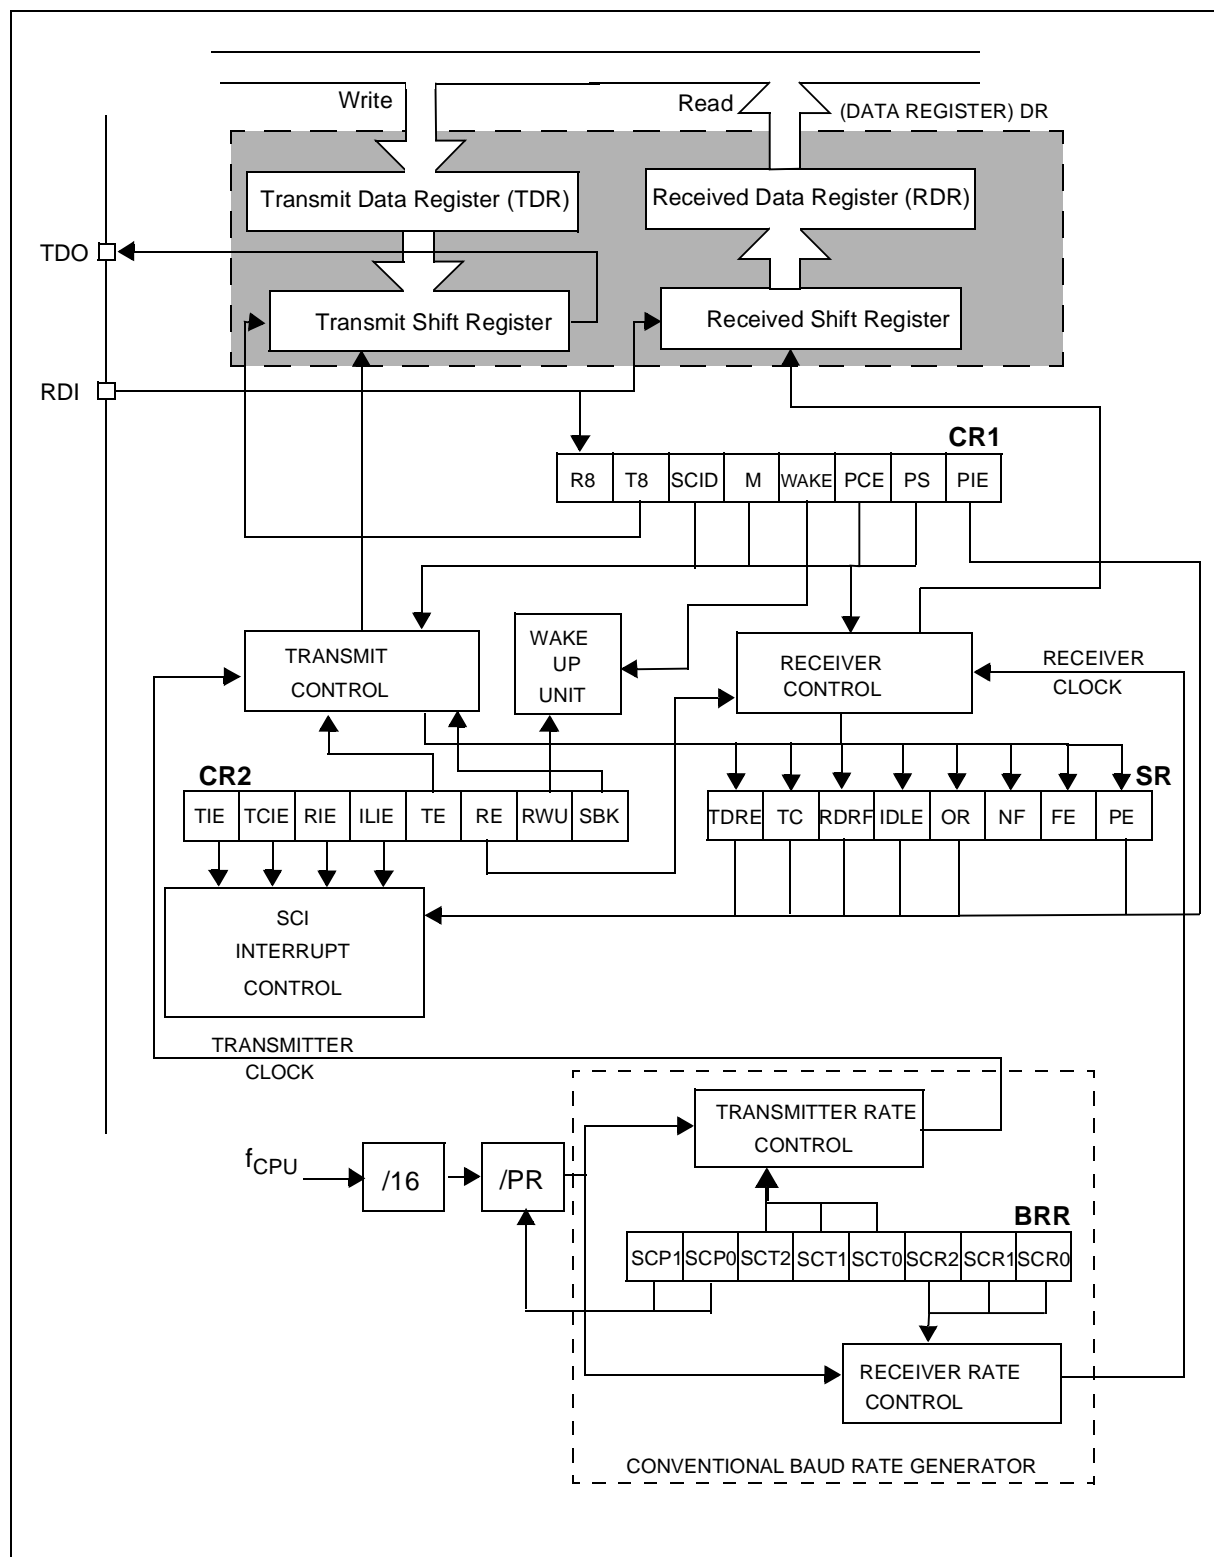 Write
Read
(DATA REGISTER) DR
Transmit Data Register (TDR)
Received Data Register (RDR)
TDO
Transmit Shift Register
Received Shift Register
RDI
CR1
R8 T8 SCID M WAKE PCE PS PIE
TRANSMIT
CONTROL
WAKE
UP
UNIT
RECEIVER
CONTROL
RECEIVER
CLOCK
CR2
SR
TIE TCIE RIE ILIE TE RE RWU SBK
TDRE TC RDRF IDLE OR NF FE PE
SCI
INTERRUPT
CONTROL
TRANSMITTER
CLOCK
TRANSMITTER RATE
CONTROL
fCPU
/16
/PR
BRR
SCP1 SCP0 SCT2 SCT1 SCT0 SCR2 SCR1 SCR0
RECEIVER RATE
CONTROL
CONVENTIONAL BAUD RATE GENERATOR